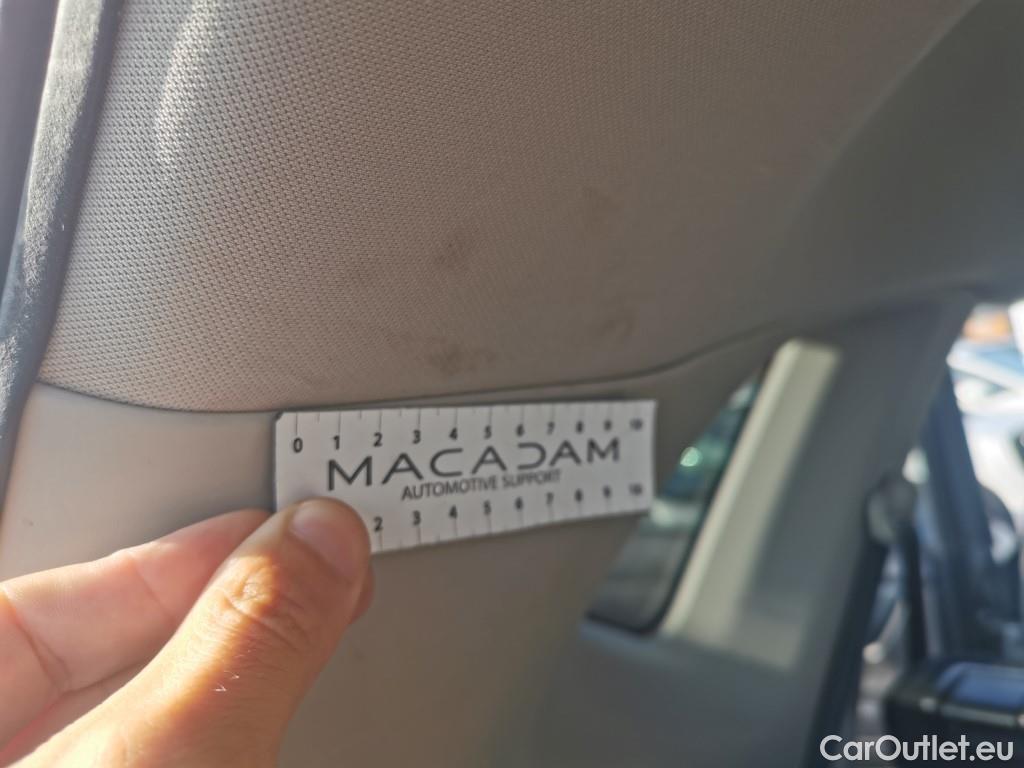 0 1 2 3 4 5 6 7 8 9 10
MACADAM
AUTOMOTIVE SUPPORT
2 3 4 5 6 7 8 9 10
CarOutlet.eu